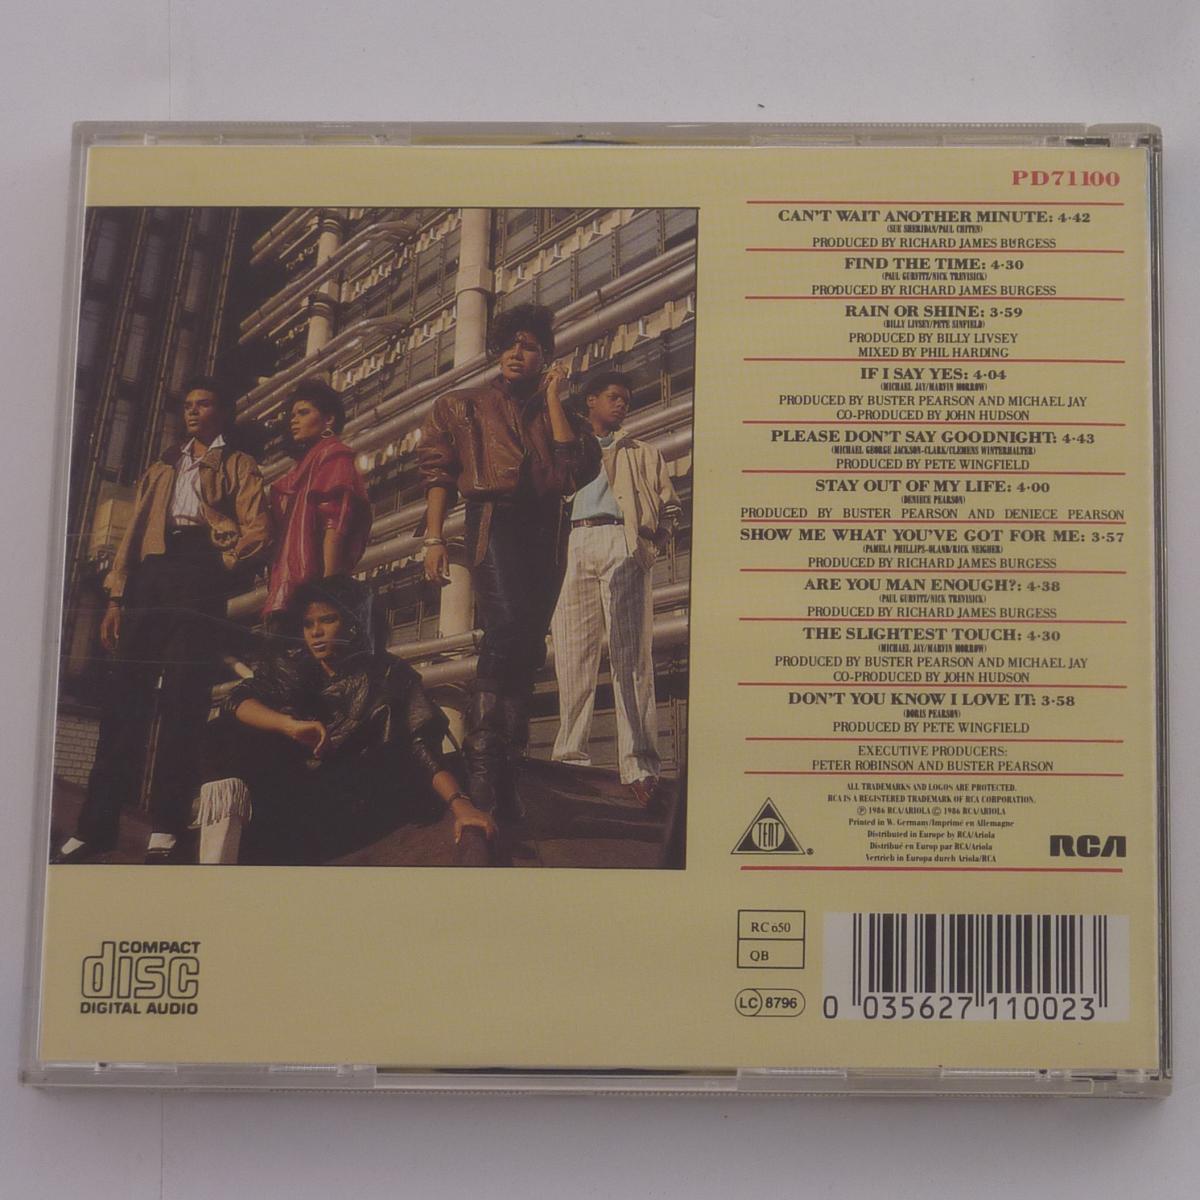 PD71100
CAN'T WAIT ANOTHER MINUTE: 4·42
(SUE SHERIDAN/PAUL CHITEN)
PRODUCED BY RICHARD JAMES BURGESS
FIND THE TIME: 4·30
(PAUL GURVITZ/NICK TREVISICK)
PRODUCED BY RICHARD JAMES BURGESS
RAIN OR SHINE: 3·59
(BILLY LIVSEY/PETE SINFIELD)
PRODUCED BY BILLY LIVSEY
MIXED BY PHIL HARDING
IF I SAY YES: 4·04
(MICHAEL JAY/MARVIN MORROW)
PRODUCED BY BUSTER PEARSON AND MICHAEL JAY
CO-PRODUCED BY JOHN HUDSON
PLEASE DON'T SAY GOODNIGHT: 4·43
(MICHAEL GEORGE JACKSON-CLARK/CLEMENS WINTERHALTER)
PRODUCED BY PETE WINGFIELD
STAY OUT OF MY LIFE: 4·00
(DENIECE PEARSON)
PRODUCED BY BUSTER PEARSON AND DENIECE PEARSON
SHOW ME WHAT YOU'VE GOT FOR ME: 3·57
(PAMELA PHILLIPS-OLAND/RICK NEIGHER)
PRODUCED BY RICHARD JAMES BURGESS
ARE YOU MAN ENOUGH?: 4·38
(PAUL GURVITZ/NICK TREVISICK)
PRODUCED BY RICHARD JAMES BURGESS
THE SLIGHTEST TOUCH: 4·30
(MICHAEL JAY/MARVIN MORROW)
PRODUCED BY BUSTER PEARSON AND MICHAEL JAY
CO-PRODUCED BY JOHN HUDSON
DON'T YOU KNOW I LOVE IT: 3·58
(DORIS PEARSON)
PRODUCED BY PETE WINGFIELD
EXECUTIVE PRODUCERS:
PETER ROBINSON AND BUSTER PEARSON
ALL TRADEMARKS AND LOGOS ARE PROTECTED.
RCA IS A REGISTERED TRADEMARK OF RCA CORPORATION.
Ⓟ 1986 RCA/ARIOLA © 1986 RCA/ARIOLA
Printed in W. Germany/Imprimé en Allemagne
Distributed in Europe by RCA/Ariola
Distribué en Europ par RCA/Ariola
Vertrieb in Europa durch Ariola/RCA
TENT ®
RCA
COMPACT
disc
DIGITAL AUDIO
RC 650
QB
LC 8796
0 035627 110023